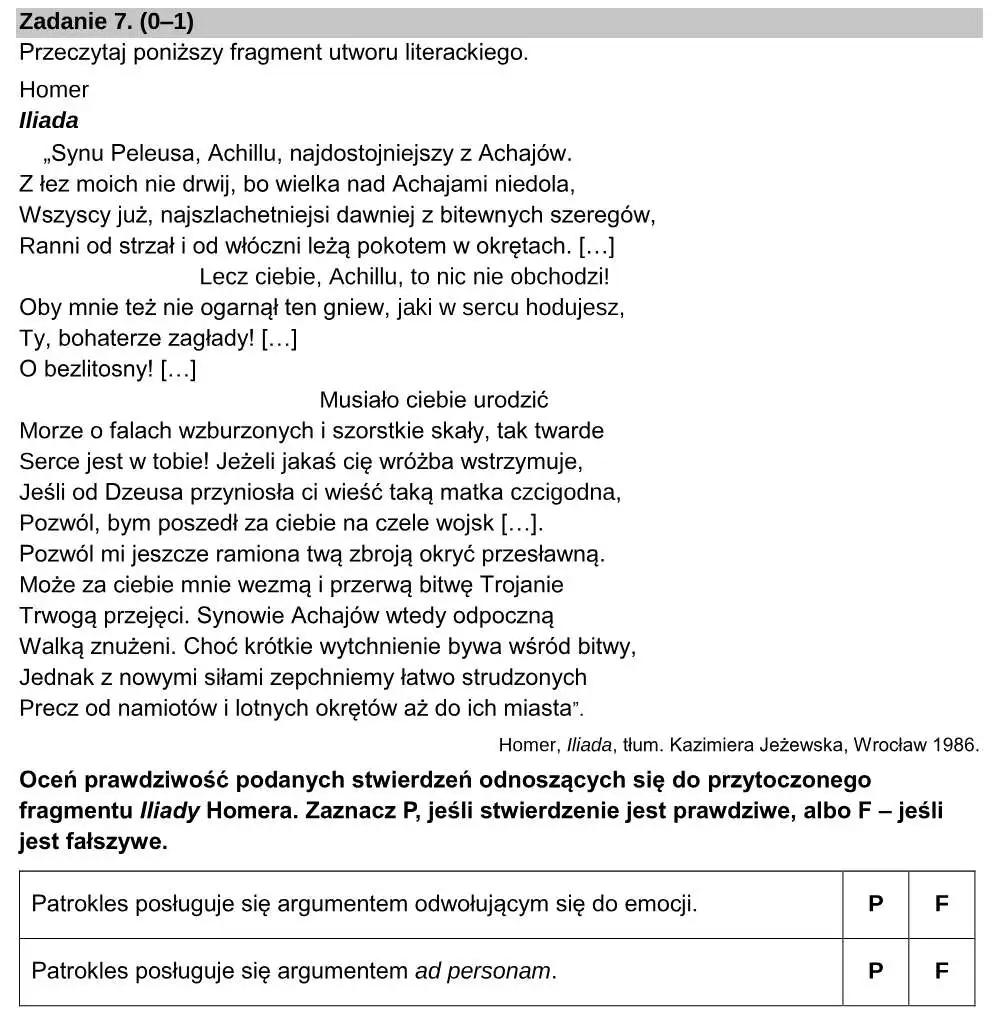 Zadanie 7. (0–1)
Przeczytaj poniższy fragment utworu literackiego.
Homer
Iliada
„Synu Peleusa, Achillu, najdostojniejszy z Achajów.
Z łez moich nie drwij, bo wielka nad Achajami niedola,
Wszyscy już, najszlachetniejsi dawniej z bitewnych szeregów,
Ranni od strzał i od włóczni leżą pokotem w okrętach. […]
Lecz ciebie, Achillu, to nic nie obchodzi!
Oby mnie też nie ogarnął ten gniew, jaki w sercu hodujesz,
Ty, bohaterze zagłady! […]
O bezlitosny! […]
Musiało ciebie urodzić
Morze o falach wzburzonych i szorstkie skały, tak twarde
Serce jest w tobie! Jeżeli jakaś cię wróżba wstrzymuje,
Jeśli od Dzeusa przyniosła ci wieść taką matka czcigodna,
Pozwól, bym poszedł za ciebie na czele wojsk […].
Pozwól mi jeszcze ramiona twą zbroją okryć przesławną.
Może za ciebie mnie wezmą i przerwą bitwę Trojanie
Trwogą przejęci. Synowie Achajów wtedy odpoczną
Walką znużeni. Choć krótkie wytchnienie bywa wśród bitwy,
Jednak z nowymi siłami zepchniemy łatwo strudzonych
Precz od namiotów i lotnych okrętów aż do ich miasta”.
Homer, Iliada, tłum. Kazimiera Jeżewska, Wrocław 1986.
Oceń prawdziwość podanych stwierdzeń odnoszących się do przytoczonego
fragmentu Iliady Homera. Zaznacz P, jeśli stwierdzenie jest prawdziwe, albo F – jeśli
jest fałszywe.
Patrokles posługuje się argumentem odwołującym się do emocji. P F
Patrokles posługuje się argumentem ad personam. P F